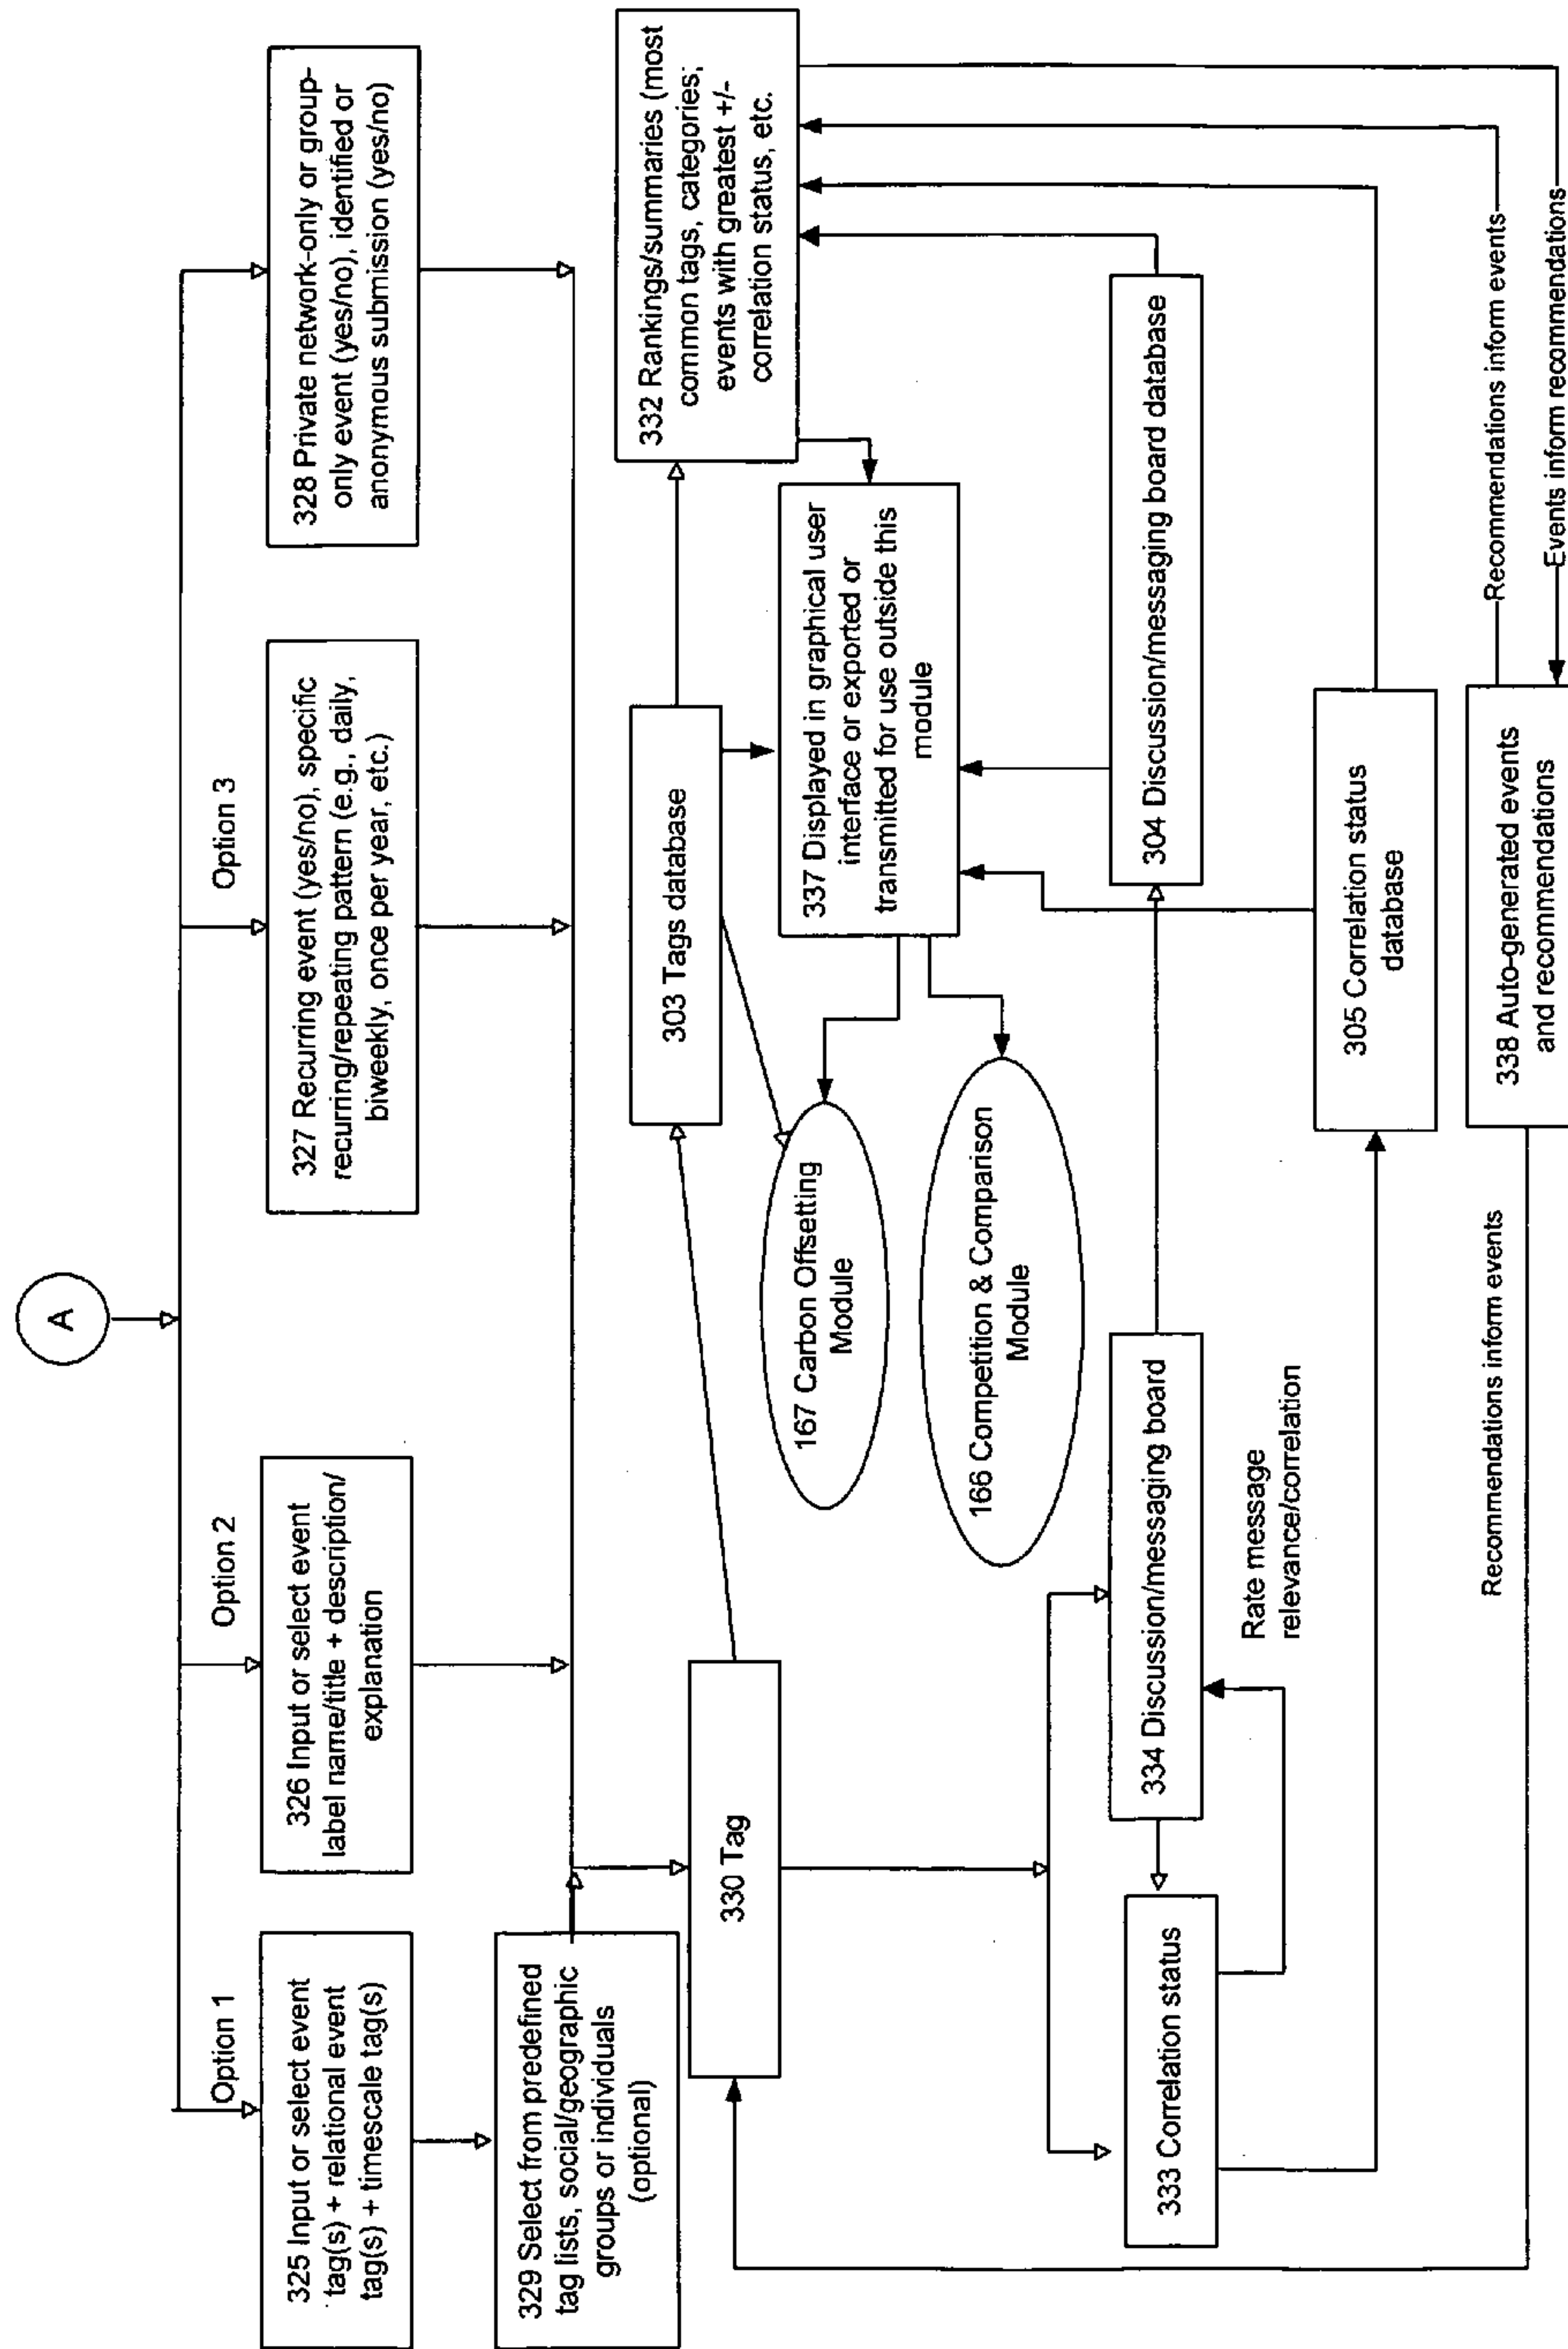 A
Option 1
Option 2
Option 3
325 Input or select event
tag(s) + relational event
tag(s) + timescale tag(s)
326 Input or select event
label name/title + description/
explanation
327 Recurring event (yes/no), specific
recurring/repeating pattern (e.g., daily,
biweekly, once per year, etc.)
328 Private network-only or group-
only event (yes/no), identified or
anonymous submission (yes/no)
329 Select from predefined
tag lists, social/geographic
groups or individuals
(optional)
330 Tag
303 Tags database
332 Rankings/summaries (most
common tags, categories;
events with greatest +/-
correlation status, etc.
337 Displayed in graphical user
interface or exported or
transmitted for use outside this
module
167 Carbon Offsetting
Module
166 Competition & Comparison
Module
333 Correlation status
334 Discussion/messaging board
304 Discussion/messaging board database
Rate message
relevance/correlation
305 Correlation status
database
Recommendations inform events
338 Auto-generated events
and recommendations
Recommendations inform events
Events inform recommendations